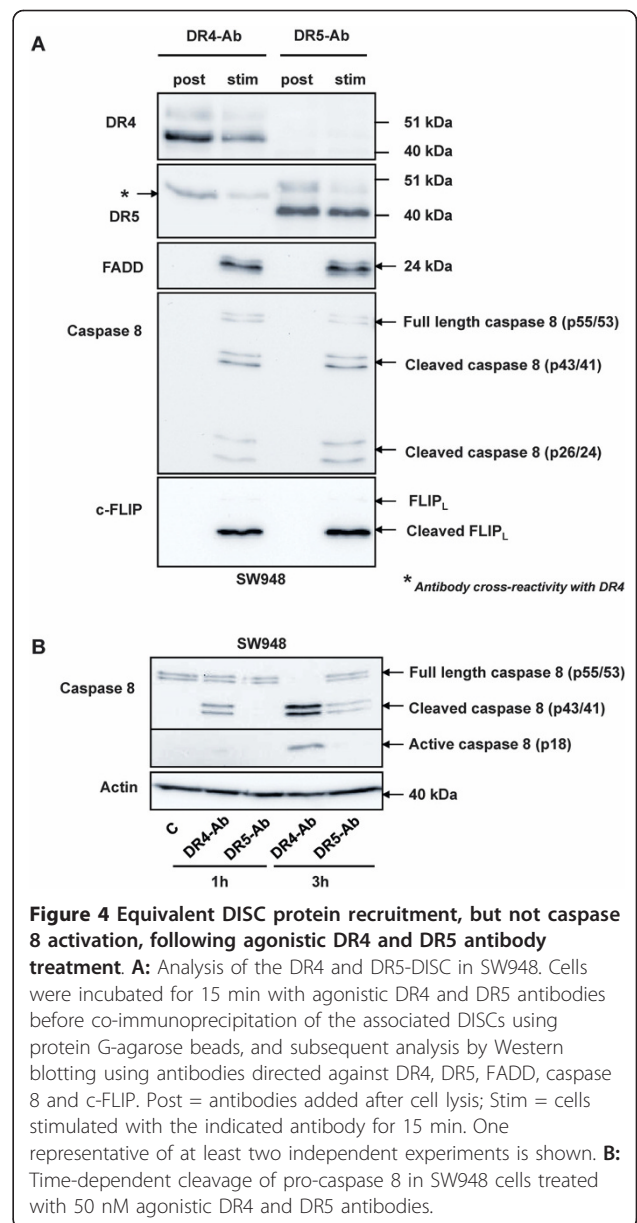 A
DR4-Ab DR5-Ab
post stim post stim
DR4
51 kDa
40 kDa
*
DR5
51 kDa
40 kDa
FADD
24 kDa
Caspase 8
Full length caspase 8 (p55/53)
Cleaved caspase 8 (p43/41)
Cleaved caspase 8 (p26/24)
c-FLIP
FLIPL
Cleaved FLIPL
SW948
* Antibody cross-reactivity with DR4
B
SW948
Caspase 8
Full length caspase 8 (p55/53)
Cleaved caspase 8 (p43/41)
Active caspase 8 (p18)
Actin
40 kDa
C DR4-Ab DR5-Ab DR4-Ab DR5-Ab
1h 3h
Figure 4 Equivalent DISC protein recruitment, but not caspase
8 activation, following agonistic DR4 and DR5 antibody
treatment. A: Analysis of the DR4 and DR5-DISC in SW948. Cells
were incubated for 15 min with agonistic DR4 and DR5 antibodies
before co-immunoprecipitation of the associated DISCs using
protein G-agarose beads, and subsequent analysis by Western
blotting using antibodies directed against DR4, DR5, FADD, caspase
8 and c-FLIP. Post = antibodies added after cell lysis; Stim = cells
stimulated with the indicated antibody for 15 min. One
representative of at least two independent experiments is shown. B:
Time-dependent cleavage of pro-caspase 8 in SW948 cells treated
with 50 nM agonistic DR4 and DR5 antibodies.